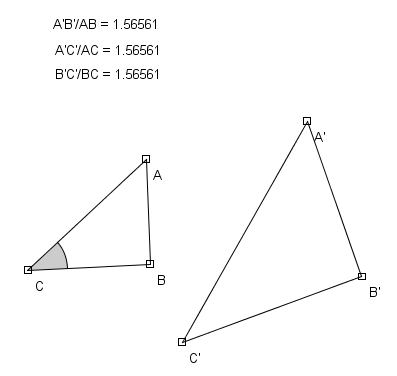 A'B'/AB = 1.56561
A'C'/AC = 1.56561
B'C'/BC = 1.56561
A'
A
B
C
B'
C'